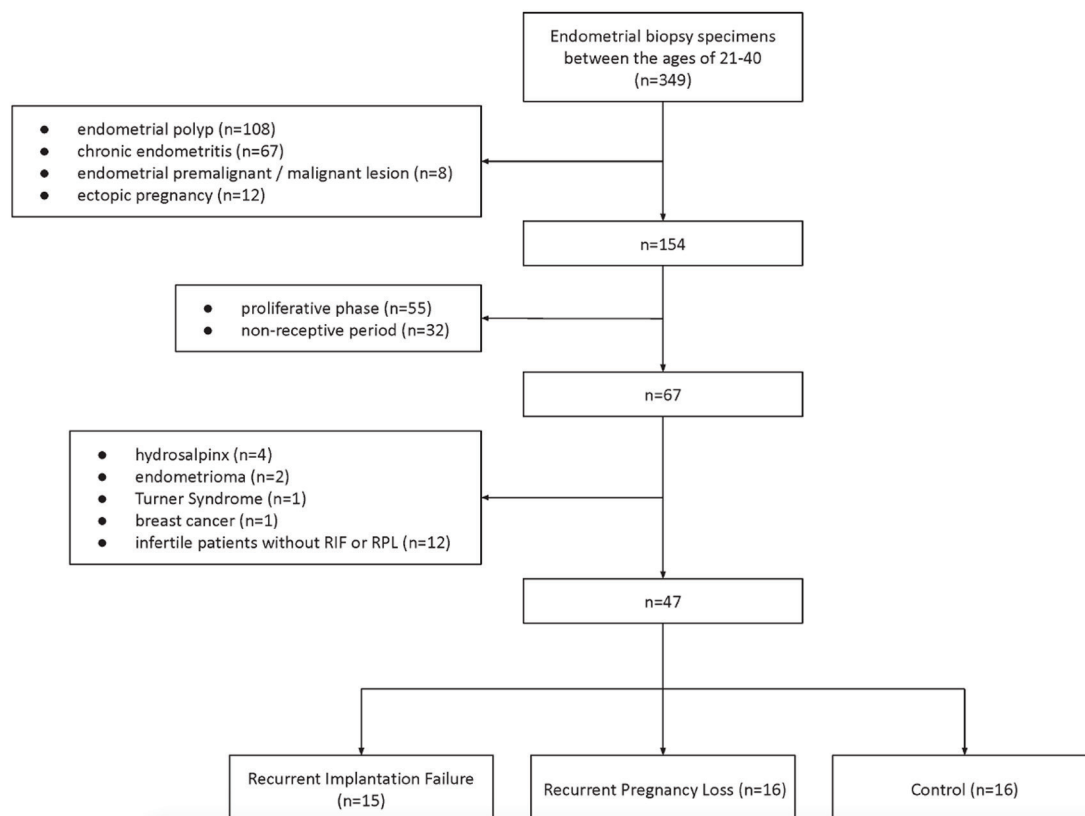 Endometrial biopsy specimens
between the ages of 21-40
(n=349)
● endometrial polyp (n=108)
● chronic endometritis (n=67)
● endometrial premalignant / malignant lesion (n=8)
● ectopic pregnancy (n=12)
n=154
● proliferative phase (n=55)
● non-receptive period (n=32)
n=67
● hydrosalpinx (n=4)
● endometrioma (n=2)
● Turner Syndrome (n=1)
● breast cancer (n=1)
● infertile patients without RIF or RPL (n=12)
n=47
Recurrent Implantation Failure
(n=15)
Recurrent Pregnancy Loss (n=16)
Control (n=16)